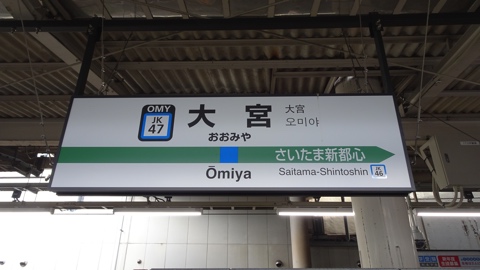 OMY
JK
47
大宮
おおみや
大宮
오미야
さいたま新都心
Ōmiya
Saitama-Shintoshin
JK
46